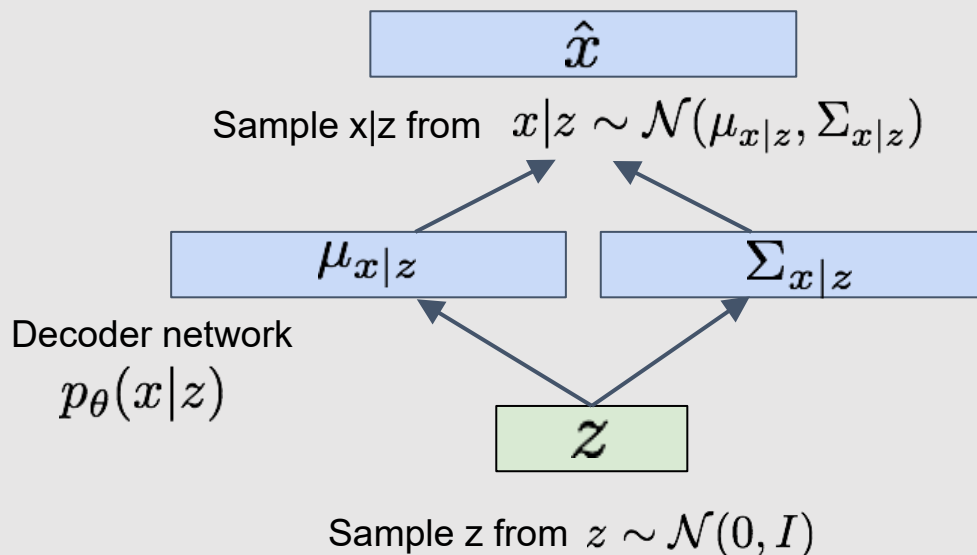 x̂
Sample x|z from x|z ∼ 𝒩(μ_{x|z}, Σ_{x|z})
μ_{x|z} Σ_{x|z}
Decoder network
p_θ(x|z)
z
Sample z from z ∼ 𝒩(0, I)